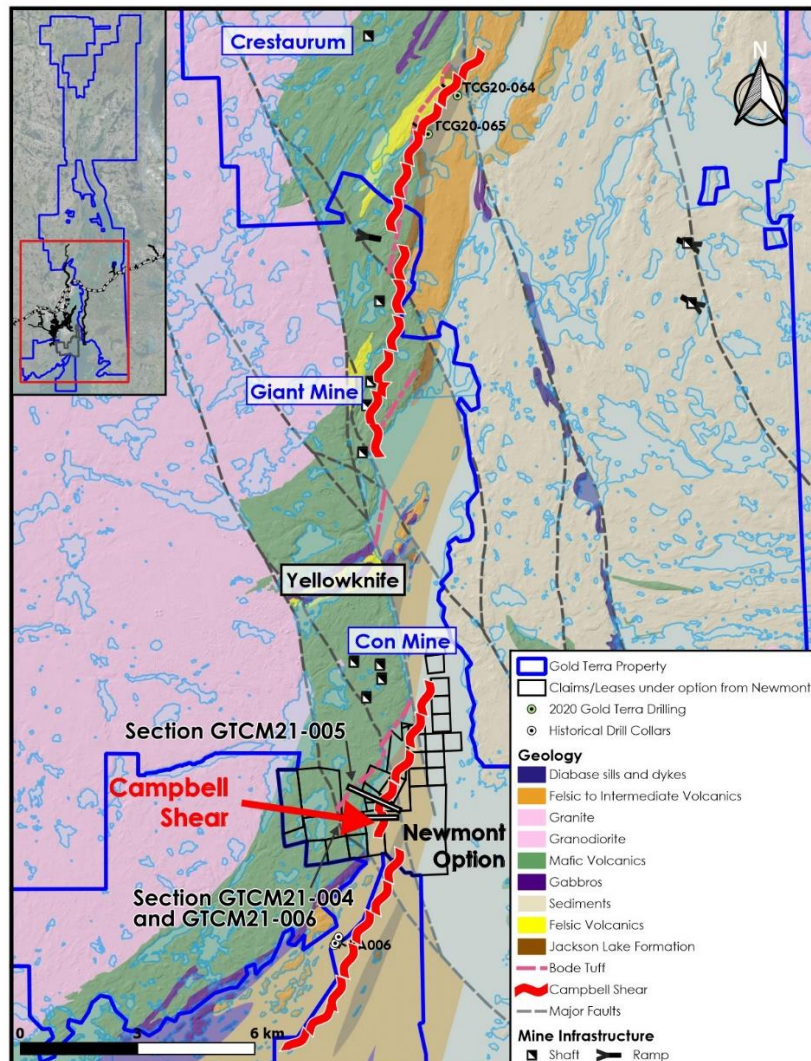 Crestaurum
N
TCG20-064
TCG20-065
Giant Mine
Yellowknife
Con Mine
Section GTCM21-005
Campbell
Shear
Newmont
Option
Section GTCM21-004
and GTCM21-006
0 3 6 km
Gold Terra Property
Claims/Leases under option from Newmont
2020 Gold Terra Drilling
Historical Drill Collars
Geology
Diabase sills and dykes
Felsic to Intermediate Volcanics
Granite
Granodiorite
Mafic Volcanics
Gabbros
Sediments
Felsic Volcanics
Jackson Lake Formation
Bode Tuff
Campbell Shear
Major Faults
Mine Infrastructure
Shaft Ramp